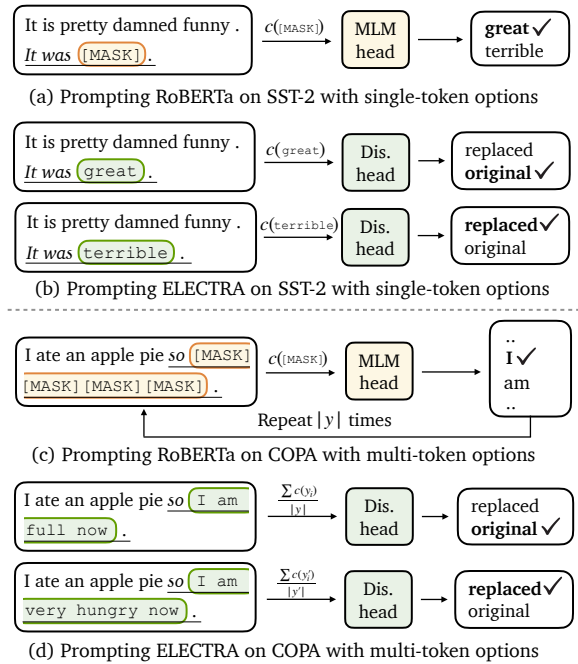 It is pretty damned funny .
It was [MASK] .
c([MASK])
MLM
head
great ✓
terrible
(a) Prompting RoBERTa on SST-2 with single-token options
It is pretty damned funny .
It was great .
c(great)
Dis.
head
replaced
original ✓
It is pretty damned funny .
It was terrible .
c(terrible)
Dis.
head
replaced ✓
original
(b) Prompting ELECTRA on SST-2 with single-token options
I ate an apple pie so [MASK]
[MASK][MASK][MASK] .
c([MASK])
MLM
head
..
I ✓
am
..
Repeat |y| times
(c) Prompting RoBERTa on COPA with multi-token options
I ate an apple pie so I am
full now .
∑ c(yᵢ)
|y|
Dis.
head
replaced
original ✓
I ate an apple pie so I am
very hungry now .
∑ c(y′ᵢ)
|y′|
Dis.
head
replaced ✓
original
(d) Prompting ELECTRA on COPA with multi-token options